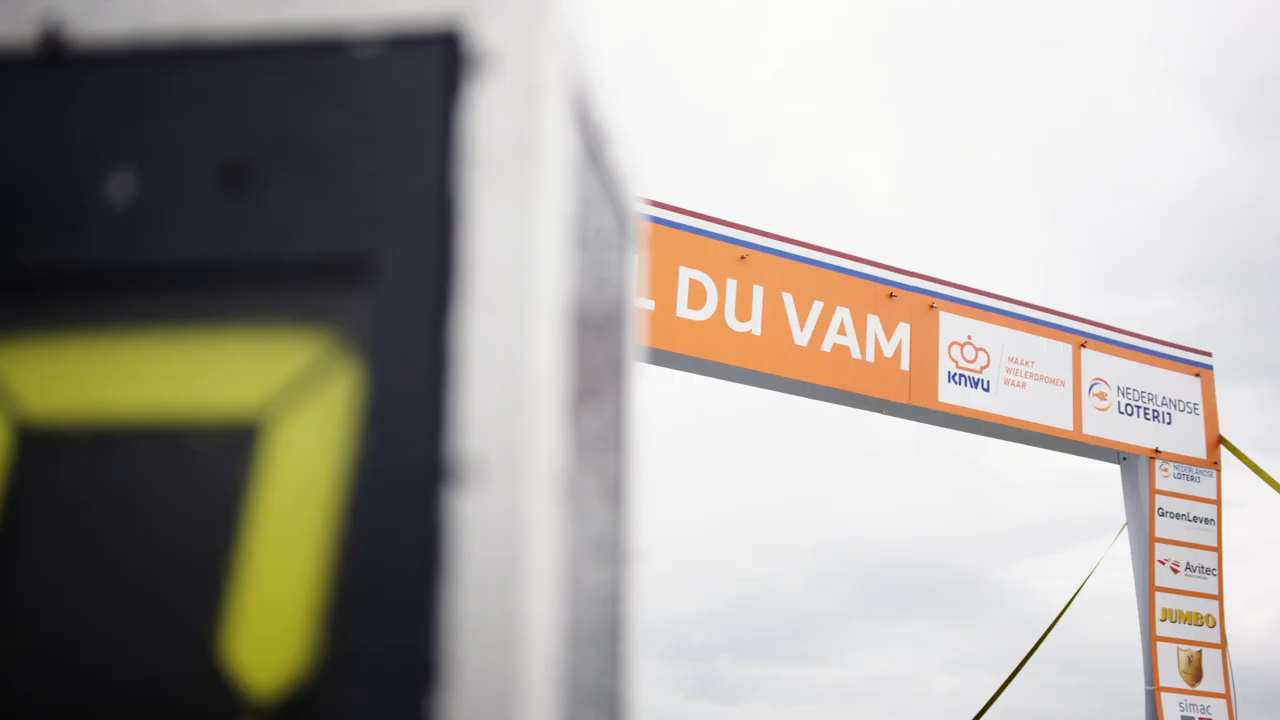 L DU VAM
KNWU
MAAKT
WIELERDROMEN
WAAR
NEDERLANDSE
LOTERIJ
NEDERLANDSE
LOTERIJ
GroenLeven
Avitec
JUMBO
simac